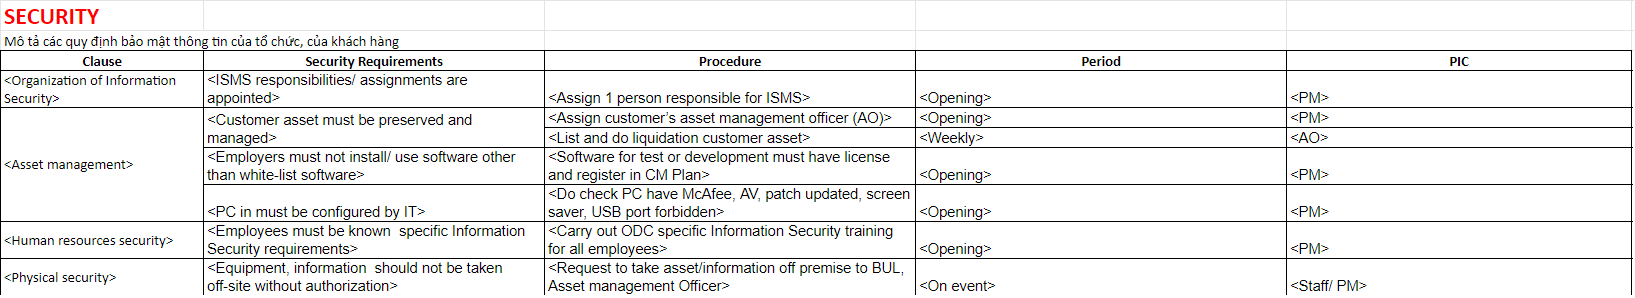 SECURITY
Mô tả các quy định bảo mật thông tin của tổ chức, của khách hàng
Clause Security Requirements Procedure Period PIC
<Organization of Information
Security>
<ISMS responsibilities/ assignments are
appointed>
<Assign 1 person responsible for ISMS>
<Opening>
<PM>
<Asset management>
<Customer asset must be preserved and
managed>
<Assign customer's asset management officer (AO)>
<Opening>
<PM>
<List and do liquidation customer asset>
<Weekly>
<AO>
<Employers must not install/ use software other
than white-list software>
<Software for test or development must have license
and register in CM Plan>
<Opening>
<PM>
<PC in must be configured by IT>
<Do check PC have McAfee, AV, patch updated, screen
saver, USB port forbidden>
<Opening>
<PM>
<Human resources security>
<Employees must be known  specific Information
Security requirements>
<Carry out ODC specific Information Security training
for all employees>
<Opening>
<PM>
<Physical security>
<Equipment, information  should not be taken
off-site without authorization>
<Request to take asset/information off premise to BUL,
Asset management Officer>
<On event>
<Staff/ PM>